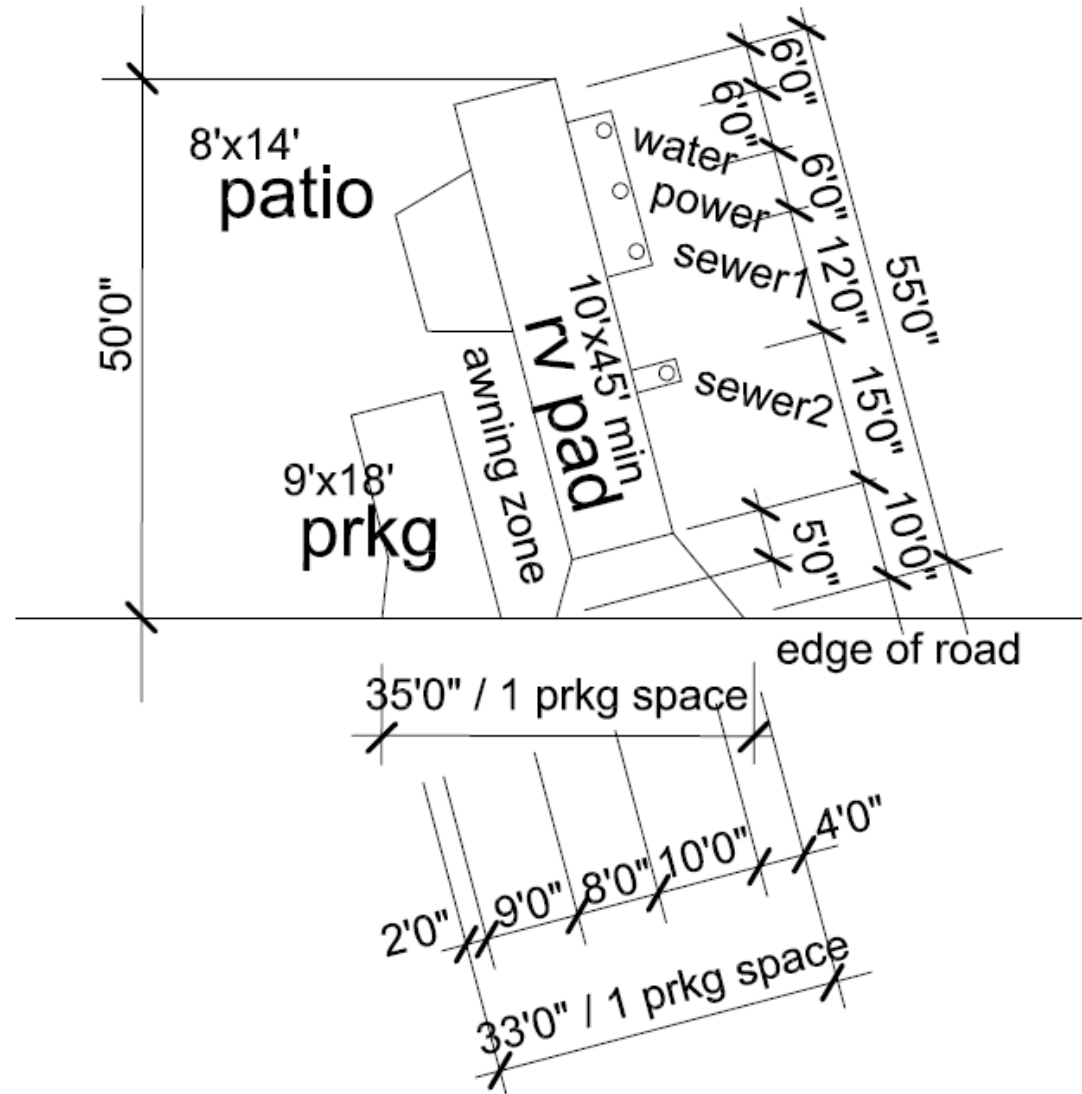 6'0"
6'0"
8'x14'
patio
water
6'0"
power
sewer1
12'0"
55'0"
50'0"
10'x45' min
rv pad
awning zone
sewer2
15'0"
9'x18'
prkg
10'0"
5'0"
edge of road
35'0" / 1 prkg space
4'0"
10'0"
8'0"
9'0"
2'0"
33'0" / 1 prkg space